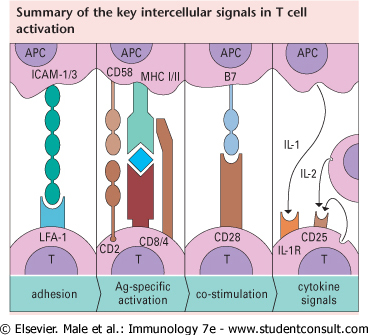 Summary of the key intercellular signals in T cell
activation
APC
APC
APC
APC
ICAM-1/3
CD58
MHC I/II
B7
IL-1
IL-2
LFA-1
CD2
CD8/4
CD28
IL-1R
CD25
T
T
T
T
adhesion
Ag-specific
activation
co-stimulation
cytokine
signals
© Elsevier. Male et al.: Immunology 7e - www.studentconsult.com